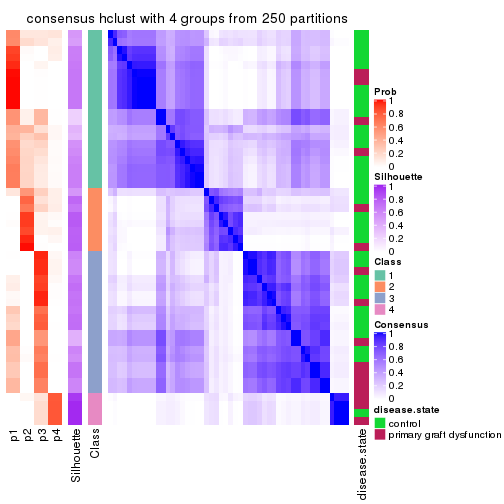 consensus hclust with 4 groups from 250 partitions
Prob
1
0.8
0.6
0.4
0.2
0
Silhouette
1
0.8
0.6
0.4
0.2
0
Class
1
2
3
4
Consensus
1
0.8
0.6
0.4
0.2
0
disease.state
control
primary graft dysfunction
p1
p2
p3
p4
Silhouette
Class
disease.state